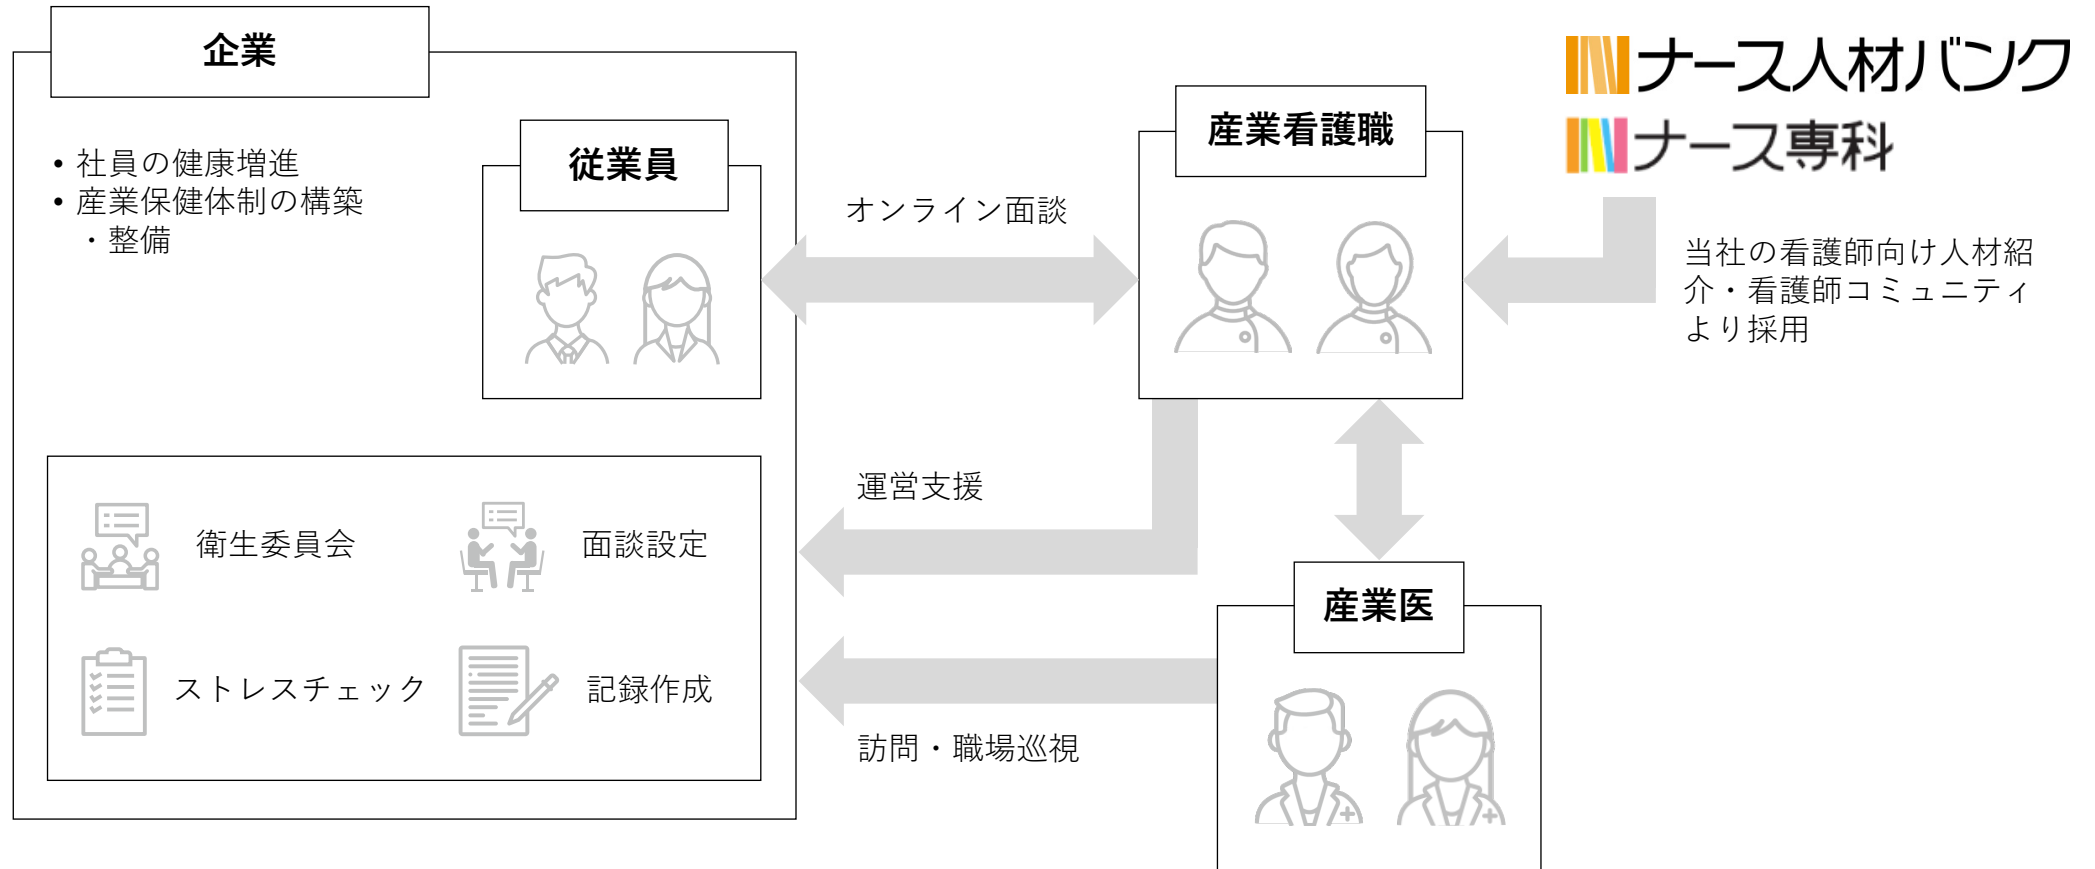 企業
• 社員の健康増進
• 産業保健体制の構築
・整備
従業員
オンライン面談
産業看護職
ナース人材バンク
ナース専科
当社の看護師向け人材紹
介・看護師コミュニティ
より採用
運営支援
衛生委員会
面談設定
ストレスチェック
記録作成
訪問・職場巡視
産業医